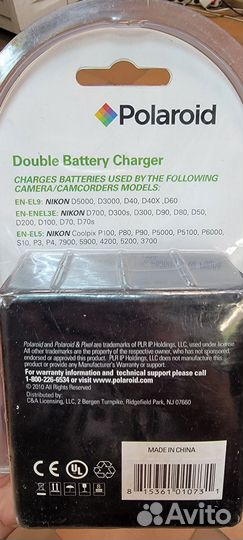 Polaroid
Double Battery Charger
CHARGES BATTERIES USED BY THE FOLLOWING
CAMERA/CAMCORDERS MODELS:
EN-EL9: NIKON D5000, D3000, D40, D40X ,D60
EN-ENEL3E: NIKON D700, D300s, D300, D90, D80, D50,
D200, D100, D70, D70s
EN-EL5: NIKON Coolpix P100, P80, P90, P5000, P5100, P6000,
S10, P3, P4, 7900, 5900, 4200, 5200, 3700
Polaroid and Polaroid & Pixel are trademarks of PLR IP Holdings, LLC, used under license.
All other trademarks are the property of the respective owner, who has not sponsored,
endorsed or approved this product. PLR IP Holdings, LLC does not manufacture this
product or provide any Manufacturer's Warranty or support.
For warranty information and technical support please call
1-800-226-6534 or visit www.polaroid.com
© 2010 All Rights Reserved
Distributed by:
C&A Licensing, LLC, 2 Bergen Turnpike, Ridgefield Park, NJ 07660
MADE IN CHINA
CE UL
8 15361 01073 1
Avito